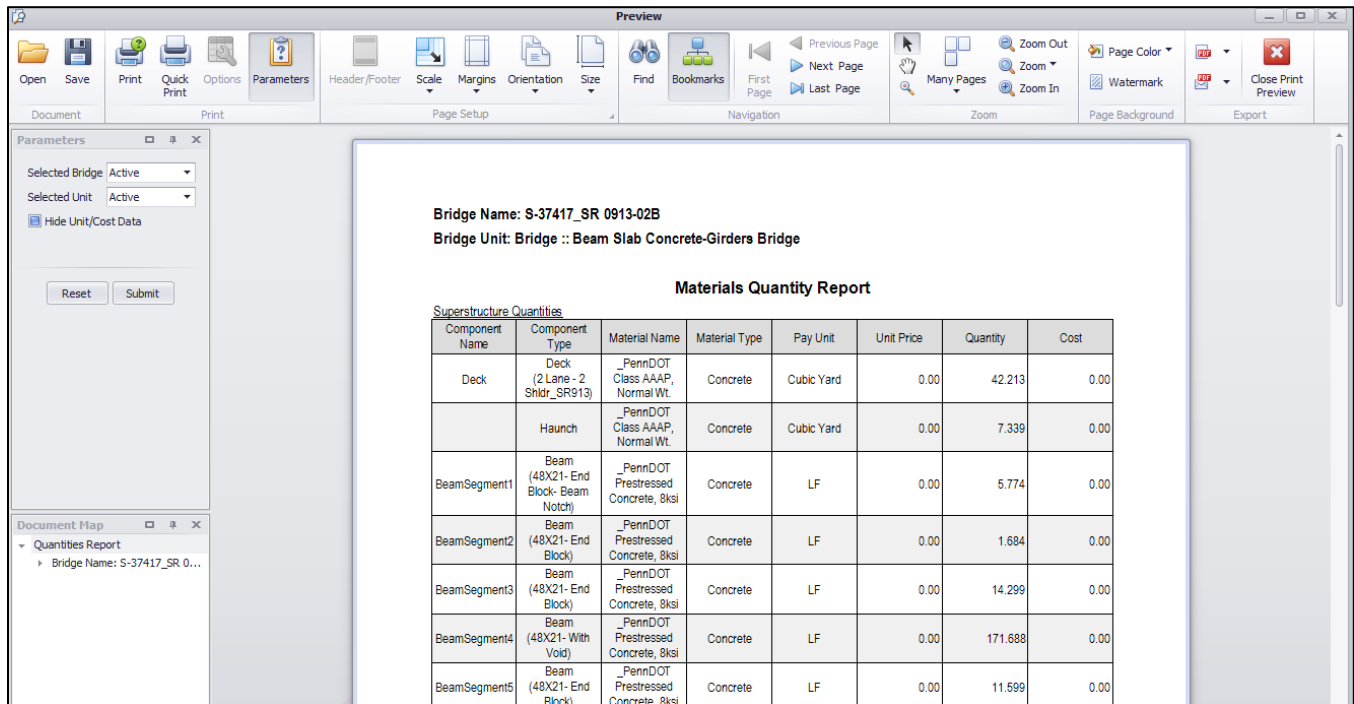 Preview
Open
Save
Print
Quick
Print
Options
Parameters
Header/Footer
Scale
Margins
Orientation
Size
Find
Bookmarks
First
Page
Previous Page
Next Page
Last Page
Many Pages
Zoom Out
Zoom
Zoom In
Page Color
Watermark
PDF
PDF
Close Print
Preview
Document
Print
Page Setup
Navigation
Zoom
Page Background
Export
Parameters
Selected Bridge Active
Selected Unit Active
Hide Unit/Cost Data
Reset Submit
Document Map
Quantities Report
Bridge Name: S-37417_SR 0...
Bridge Name: S-37417_SR 0913-02B
Bridge Unit: Bridge :: Beam Slab Concrete-Girders Bridge
Materials Quantity Report
Superstructure Quantities
Component
Name
Component
Type
Material Name
Material Type
Pay Unit
Unit Price
Quantity
Cost
Deck
Deck
(2 Lane - 2
Shldr_SR913)
_PennDOT
Class AAAP,
Normal Wt.
Concrete
Cubic Yard
0.00
42.213
0.00
Haunch
_PennDOT
Class AAAP,
Normal Wt.
Concrete
Cubic Yard
0.00
7.339
0.00
BeamSegment1
Beam
(48X21- End
Block- Beam
Notch)
_PennDOT
Prestressed
Concrete, 8ksi
Concrete
LF
0.00
5.774
0.00
BeamSegment2
Beam
(48X21- End
Block)
_PennDOT
Prestressed
Concrete, 8ksi
Concrete
LF
0.00
1.684
0.00
BeamSegment3
Beam
(48X21- End
Block)
_PennDOT
Prestressed
Concrete, 8ksi
Concrete
LF
0.00
14.299
0.00
BeamSegment4
Beam
(48X21- With
Void)
_PennDOT
Prestressed
Concrete, 8ksi
Concrete
LF
0.00
171.688
0.00
BeamSegment5
Beam
(48X21- End
Block)
_PennDOT
Prestressed
Concrete, 8ksi
Concrete
LF
0.00
11.599
0.00